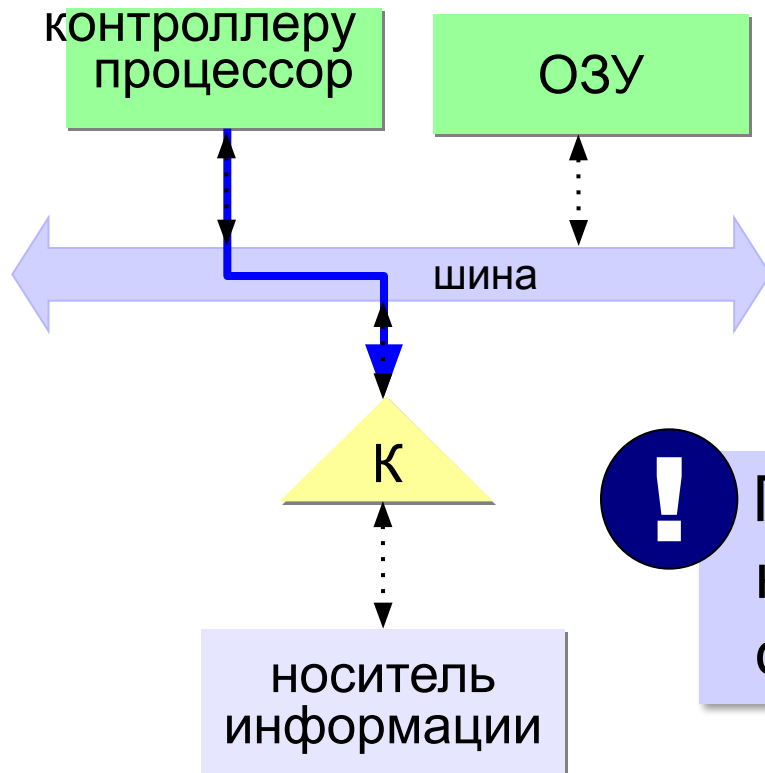 контроллеру
процессор
ОЗУ
шина
К
!
носитель
информации